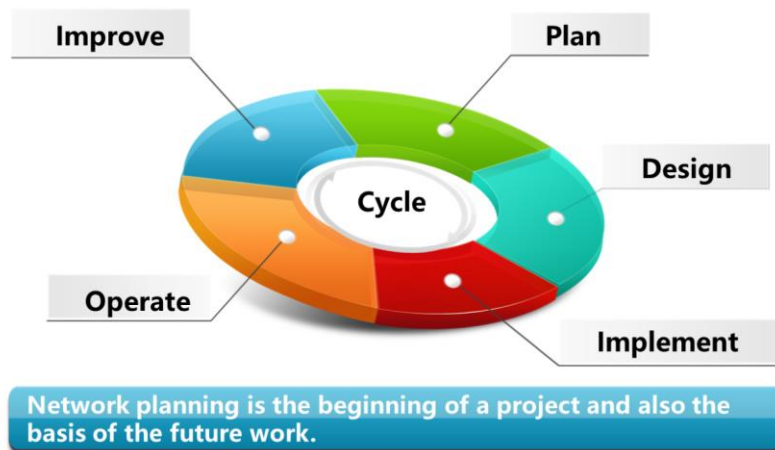 Improve
Plan
Design
Cycle
Operate
Implement
Network planning is the beginning of a project and also the
basis of the future work.